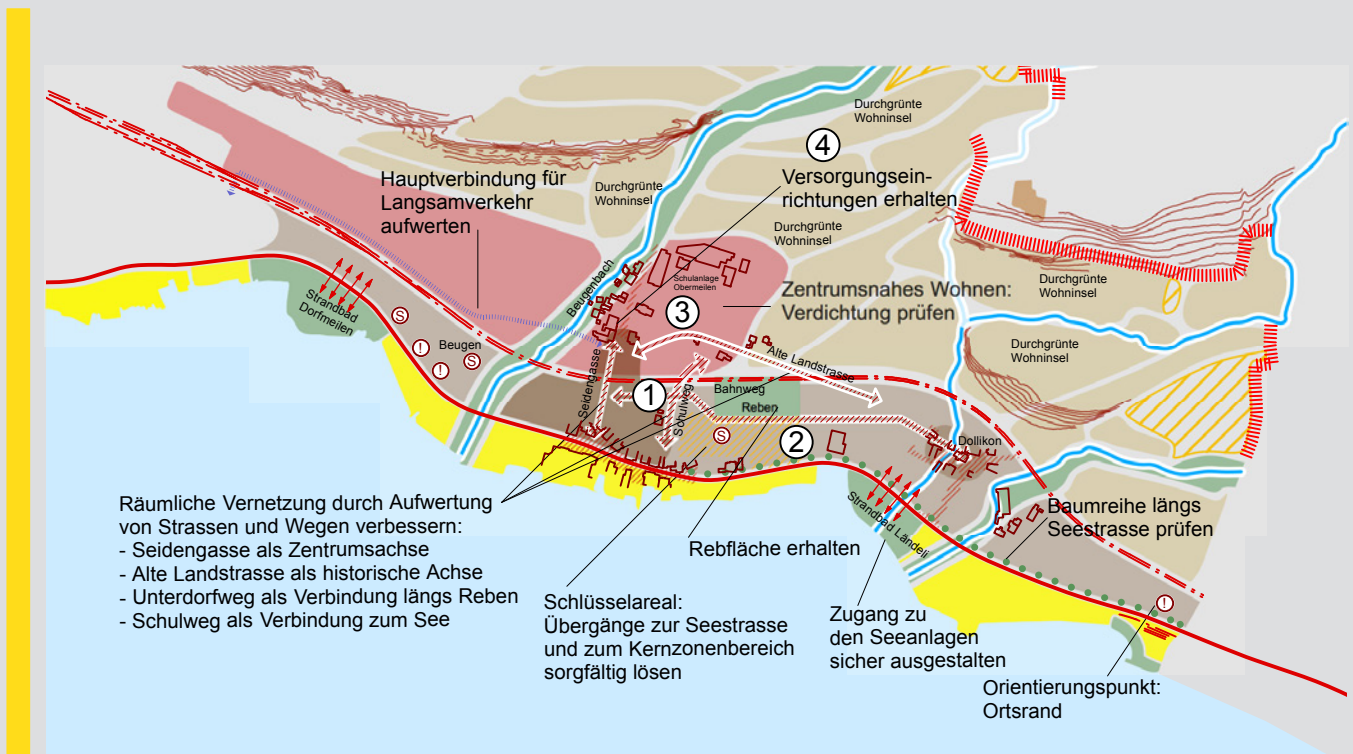 Durchgrünte
Wohninsel
4
Versorgungsein-
richtungen erhalten
Hauptverbindung für
Langsamverkehr
aufwerten
Durchgrünte
Wohninsel
Durchgrünte
Wohninsel
Durchgrünte
Wohninsel
Beugenbach
Schulanlage
Obermeilen
3
Zentrumsnahes Wohnen:
Verdichtung prüfen
Strandbad
Dorfmeilen
S
Beugen
!
S
!
Durchgrünte
Wohninsel
Alte Landstrasse
Seidengasse
1
Schulweg
Bahnweg
Reben
S
2
Dollikon
Strandbad Ländeli
Räumliche Vernetzung durch Aufwertung
von Strassen und Wegen verbessern:
- Seidengasse als Zentrumsachse
- Alte Landstrasse als historische Achse
- Unterdorfweg als Verbindung längs Reben
- Schulweg als Verbindung zum See
Rebfläche erhalten
Schlüsselareal:
Übergänge zur Seestrasse
und zum Kernzonenbereich
sorgfältig lösen
Zugang zu
den Seeanlagen
sicher ausgestalten
Baumreihe längs
Seestrasse prüfen
!
Orientierungspunkt:
Ortsrand